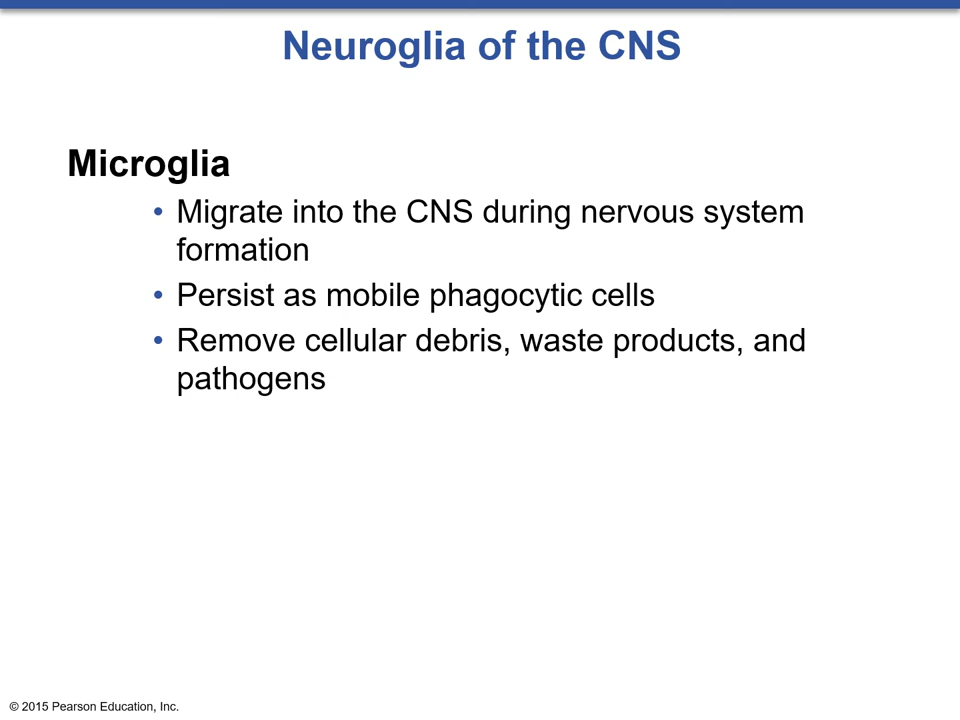 Neuroglia of the CNS
Microglia
• Migrate into the CNS during nervous system
formation
• Persist as mobile phagocytic cells
• Remove cellular debris, waste products, and
pathogens
© 2015 Pearson Education, Inc.